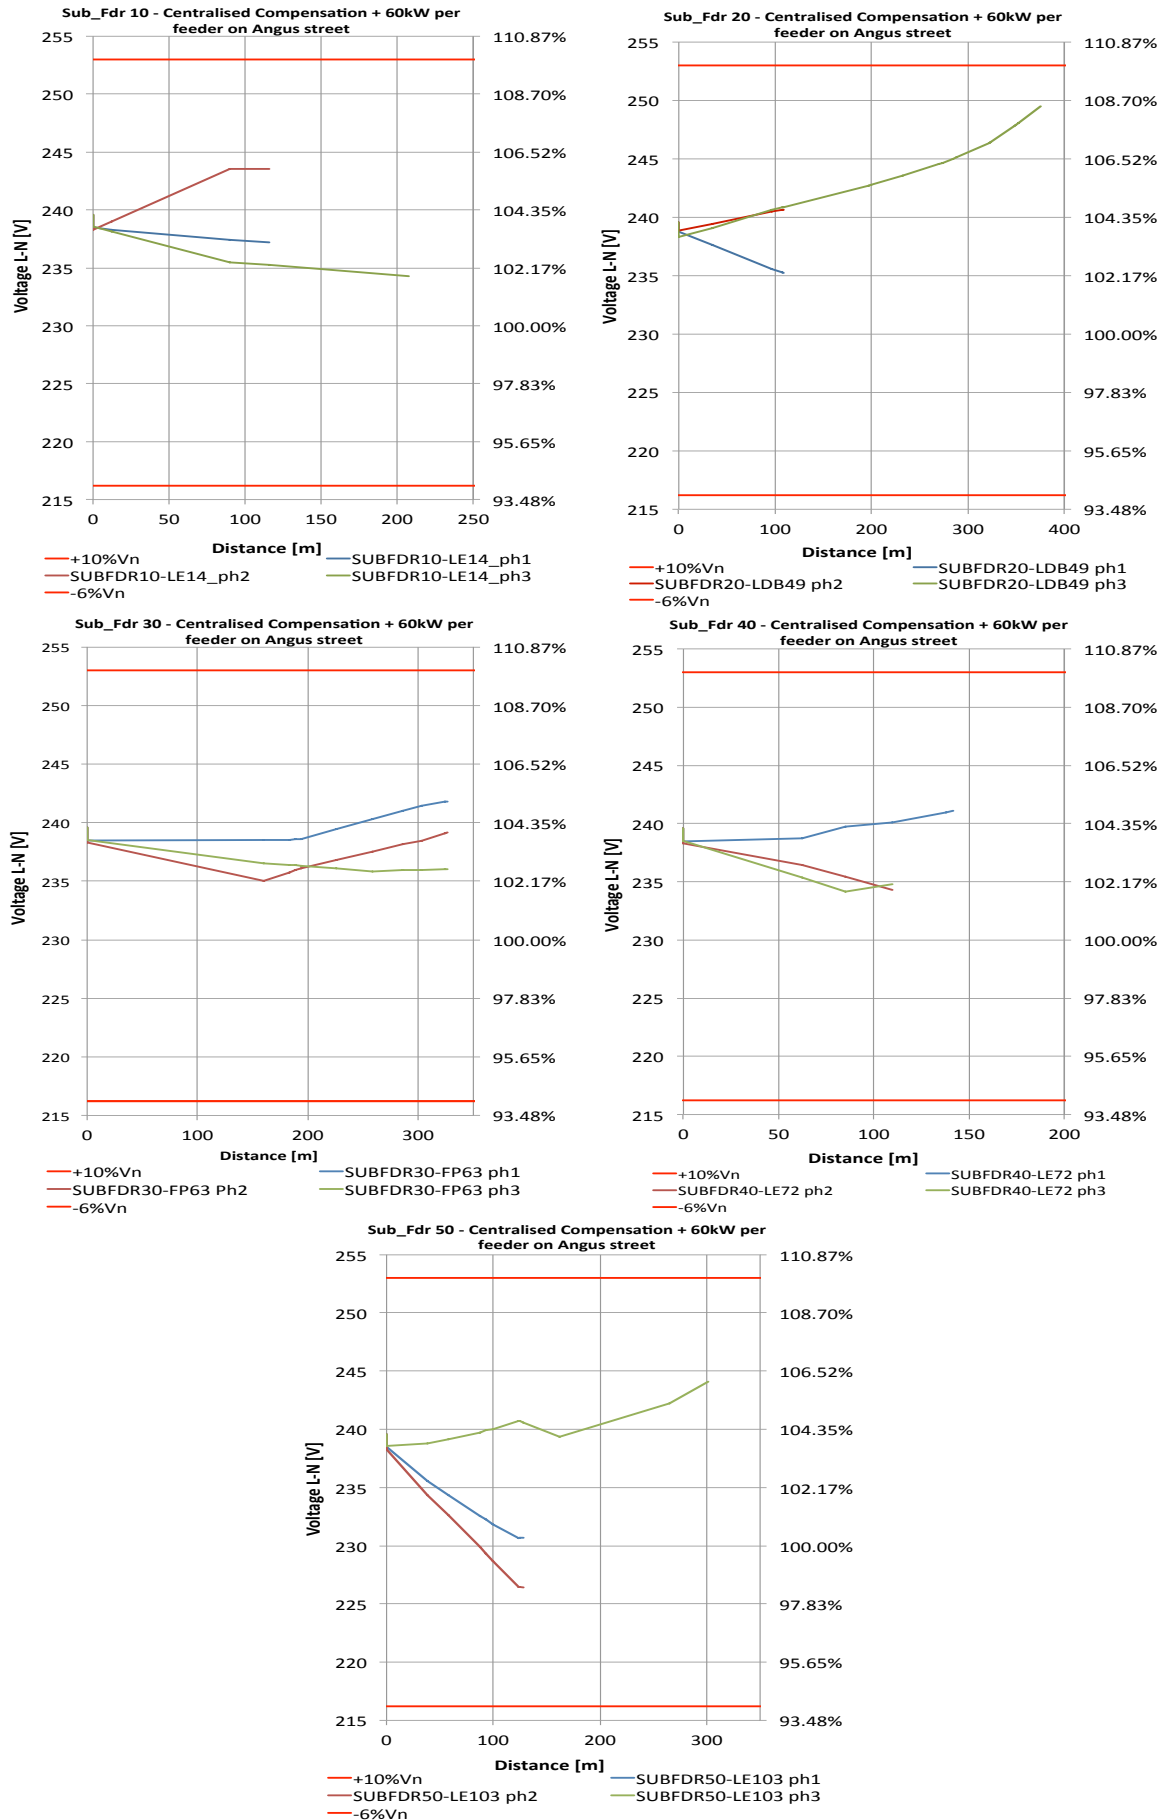 Sub_Fdr 10 - Centralised Compensation + 60kW per
feeder on Angus street
255
250
245
240
235
230
225
220
215
110.87%
108.70%
106.52%
104.35%
102.17%
100.00%
97.83%
95.65%
93.48%
Voltage L-N [V]
0 50 100 150 200 250
Distance [m]
+10%Vn SUBFDR10-LE14_ph1
SUBFDR10-LE14_ph2 SUBFDR10-LE14_ph3
-6%Vn
Sub_Fdr 20 - Centralised Compensation + 60kW per
feeder on Angus street
255
250
245
240
235
230
225
220
215
110.87%
108.70%
106.52%
104.35%
102.17%
100.00%
97.83%
95.65%
93.48%
Voltage L-N [V]
0 100 200 300 400
Distance [m]
+10%Vn SUBFDR20-LDB49 ph1
SUBFDR20-LDB49 ph2 SUBFDR20-LDB49 ph3
-6%Vn
Sub_Fdr 30 - Centralised Compensation + 60kW per
feeder on Angus street
255
250
245
240
235
230
225
220
215
110.87%
108.70%
106.52%
104.35%
102.17%
100.00%
97.83%
95.65%
93.48%
Voltage L-N [V]
0 100 200 300
Distance [m]
+10%Vn SUBFDR30-FP63 ph1
SUBFDR30-FP63 Ph2 SUBFDR30-FP63 ph3
-6%Vn
Sub_Fdr 40 - Centralised Compensation + 60kW per
feeder on Angus street
255
250
245
240
235
230
225
220
215
110.87%
108.70%
106.52%
104.35%
102.17%
100.00%
97.83%
95.65%
93.48%
Voltage L-N [V]
0 50 100 150 200
Distance [m]
+10%Vn SUBFDR40-LE72 ph1
SUBFDR40-LE72 ph2 SUBFDR40-LE72 ph3
-6%Vn
Sub_Fdr 50 - Centralised Compensation + 60kW per
feeder on Angus street
255
250
245
240
235
230
225
220
215
110.87%
108.70%
106.52%
104.35%
102.17%
100.00%
97.83%
95.65%
93.48%
Voltage L-N [V]
0 100 200 300
Distance [m]
+10%Vn SUBFDR50-LE103 ph1
SUBFDR50-LE103 ph2 SUBFDR50-LE103 ph3
-6%Vn